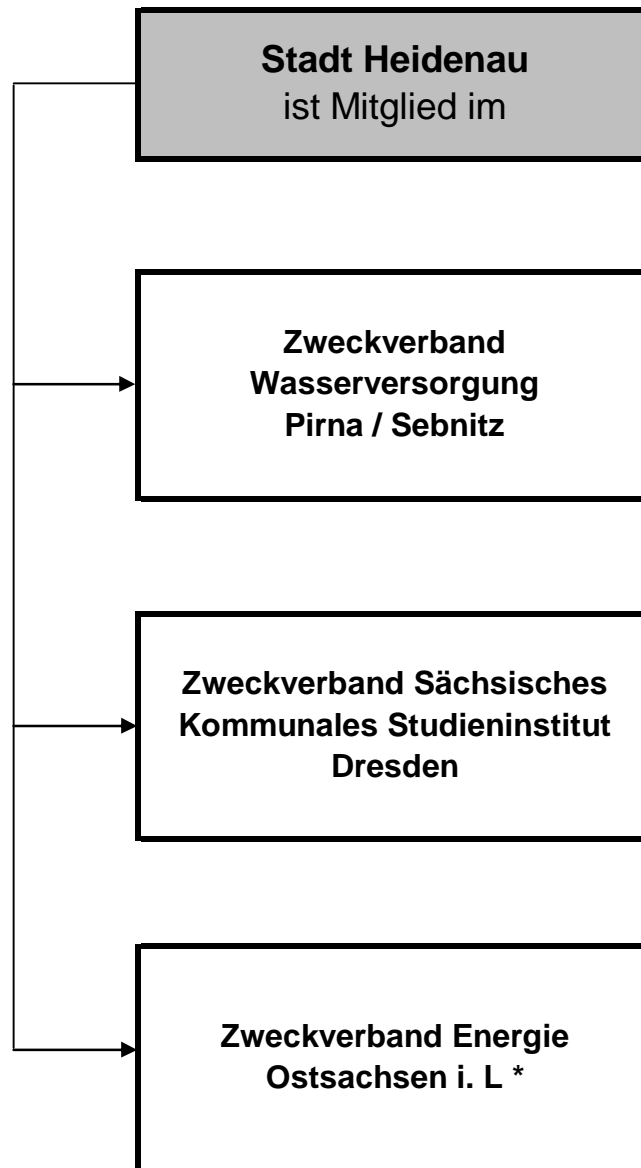 Stadt Heidenau
ist Mitglied im
Zweckverband
Wasserversorgung
Pirna / Sebnitz
Zweckverband Sächsisches
Kommunales Studieninstitut
Dresden
Zweckverband Energie
Ostsachsen i. L *